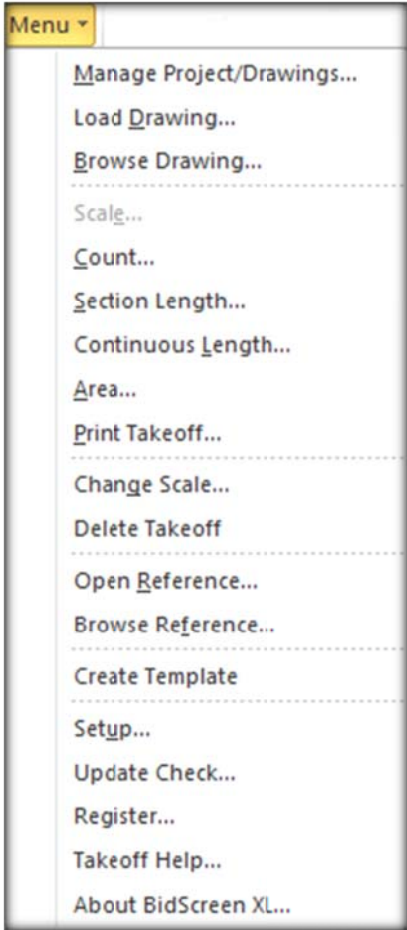 Menu
Manage Project/Drawings...
Load Drawing...
Browse Drawing...
Scale...
Count...
Section Length...
Continuous Length...
Area...
Print Takeoff...
Change Scale...
Delete Takeoff
Open Reference...
Browse Reference...
Create Template
Setup...
Update Check...
Register...
Takeoff Help...
About BidScreen XL...